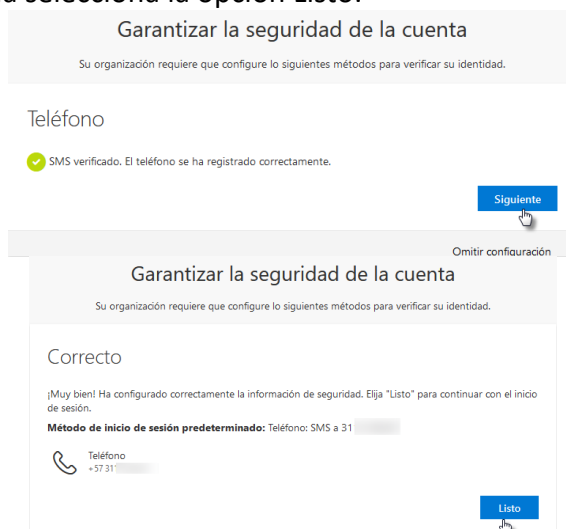 selecciona la opción Listo.
Garantizar la seguridad de la cuenta
Su organización requiere que configure lo siguientes métodos para verificar su identidad.
Teléfono
SMS verificado. El teléfono se ha registrado correctamente.
Siguiente
Omitir configuración
Garantizar la seguridad de la cuenta
Su organización requiere que configure lo siguientes métodos para verificar su identidad.
Correcto
¡Muy bien! Ha configurado correctamente la información de seguridad. Elija "Listo" para continuar con el inicio
de sesión.
Método de inicio de sesión predeterminado: Teléfono: SMS a 31
Teléfono
+57 31
Listo